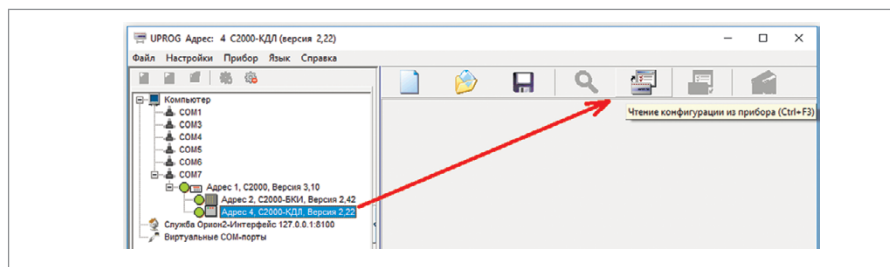 UPROG Адрес: 4 С2000-КДЛ (версия 2,22)
Файл Настройки Прибор Язык Справка
Чтение конфигурации из прибора (Ctrl+F3)
Компьютер
COM1
COM3
COM4
COM5
COM6
COM7
Адрес 1, С2000, Версия 3,10
Адрес 2, С2000-БКИ, Версия 2,42
Адрес 4, С2000-КДЛ, Версия 2,22
Служба Орион2-Интерфейс 127.0.0.1:8100
Виртуальные COM-порты